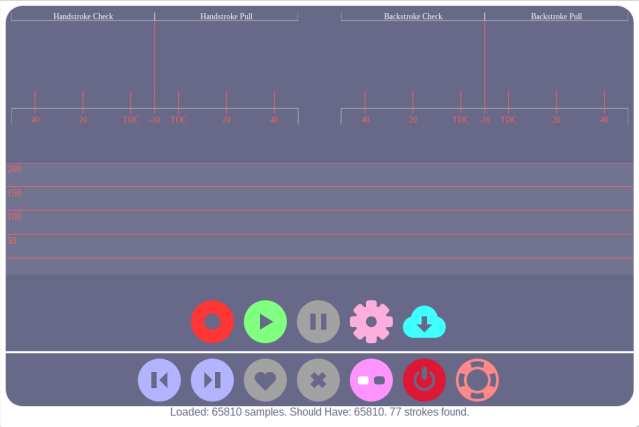 Handstroke Check Handstroke Pull Backstroke Check Backstroke Pull
40 20 TDC -10 TDC 20 40 40 20 TDC -10 TDC 20 40
200
150
100
50
Loaded: 65810 samples. Should Have: 65810. 77 strokes found.